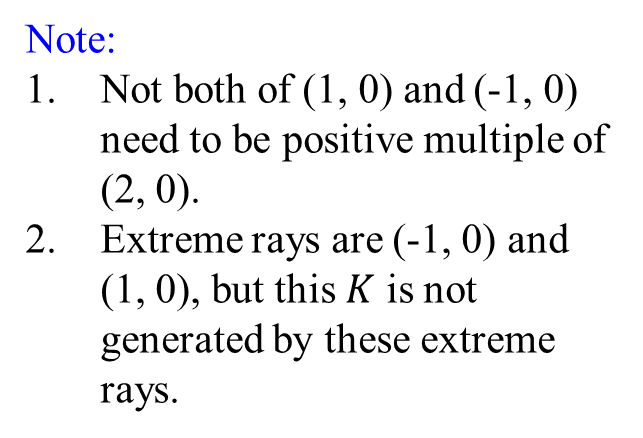 Note:
1. Not both of (1, 0) and (-1, 0)
need to be positive multiple of
(2, 0).
2. Extreme rays are (-1, 0) and
(1, 0), but this K is not
generated by these extreme
rays.